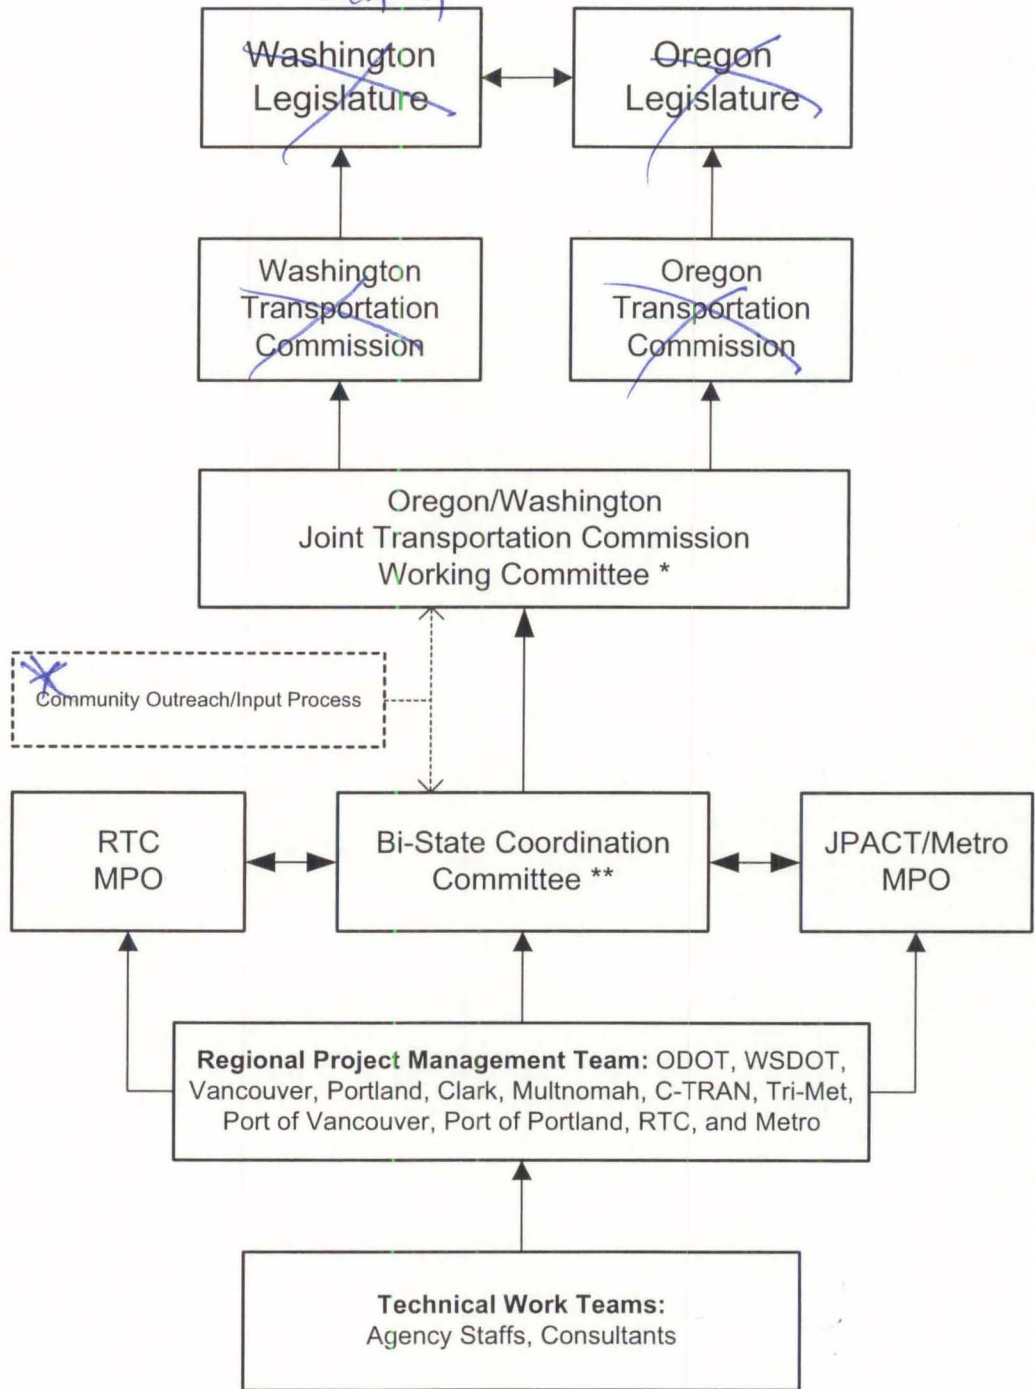 Washington
Legislature
Oregon
Legislature
Washington
Transportation
Commission
Oregon
Transportation
Commission
Oregon/Washington
Joint Transportation Commission
Working Committee *
Community Outreach/Input Process
RTC
MPO
Bi-State Coordination
Committee **
JPACT/Metro
MPO
Regional Project Management Team: ODOT, WSDOT,
Vancouver, Portland, Clark, Multnomah, C-TRAN, Tri-Met,
Port of Vancouver, Port of Portland, RTC, and Metro
Technical Work Teams:
Agency Staffs, Consultants